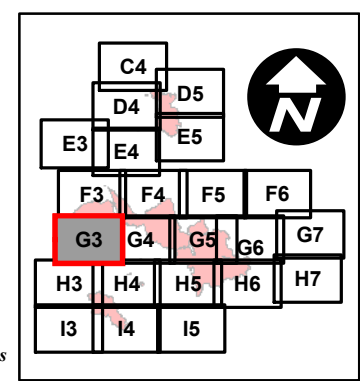 C4
D4 D5
N
E3 E4 E5
F3 F4 F5 F6
G3 G4 G5 G6 G7
H3 H4 H5 H6 H7
I3 I4 I5
s